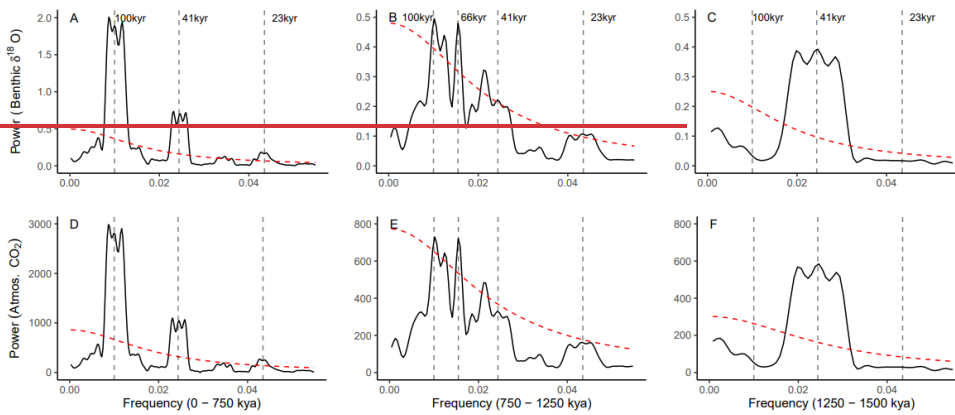 A 100kyr 41kyr 23kyr
B 100kyr 66kyr 41kyr 23kyr
C 100kyr 41kyr 23kyr
Power (Benthic δ¹⁸ O)
2.0
1.5
1.0
0.5
0.0
0.00 0.02 0.04
0.5
0.4
0.3
0.2
0.1
0.0
0.00 0.02 0.04
0.5
0.4
0.3
0.2
0.1
0.0
0.00 0.02 0.04
D
E
F
Power (Atmos. CO₂)
3000
2000
1000
0
0.00 0.02 0.04
Frequency (0 − 750 kya)
800
600
400
200
0
0.00 0.02 0.04
Frequency (750 − 1250 kya)
800
600
400
200
0
0.00 0.02 0.04
Frequency (1250 − 1500 kya)